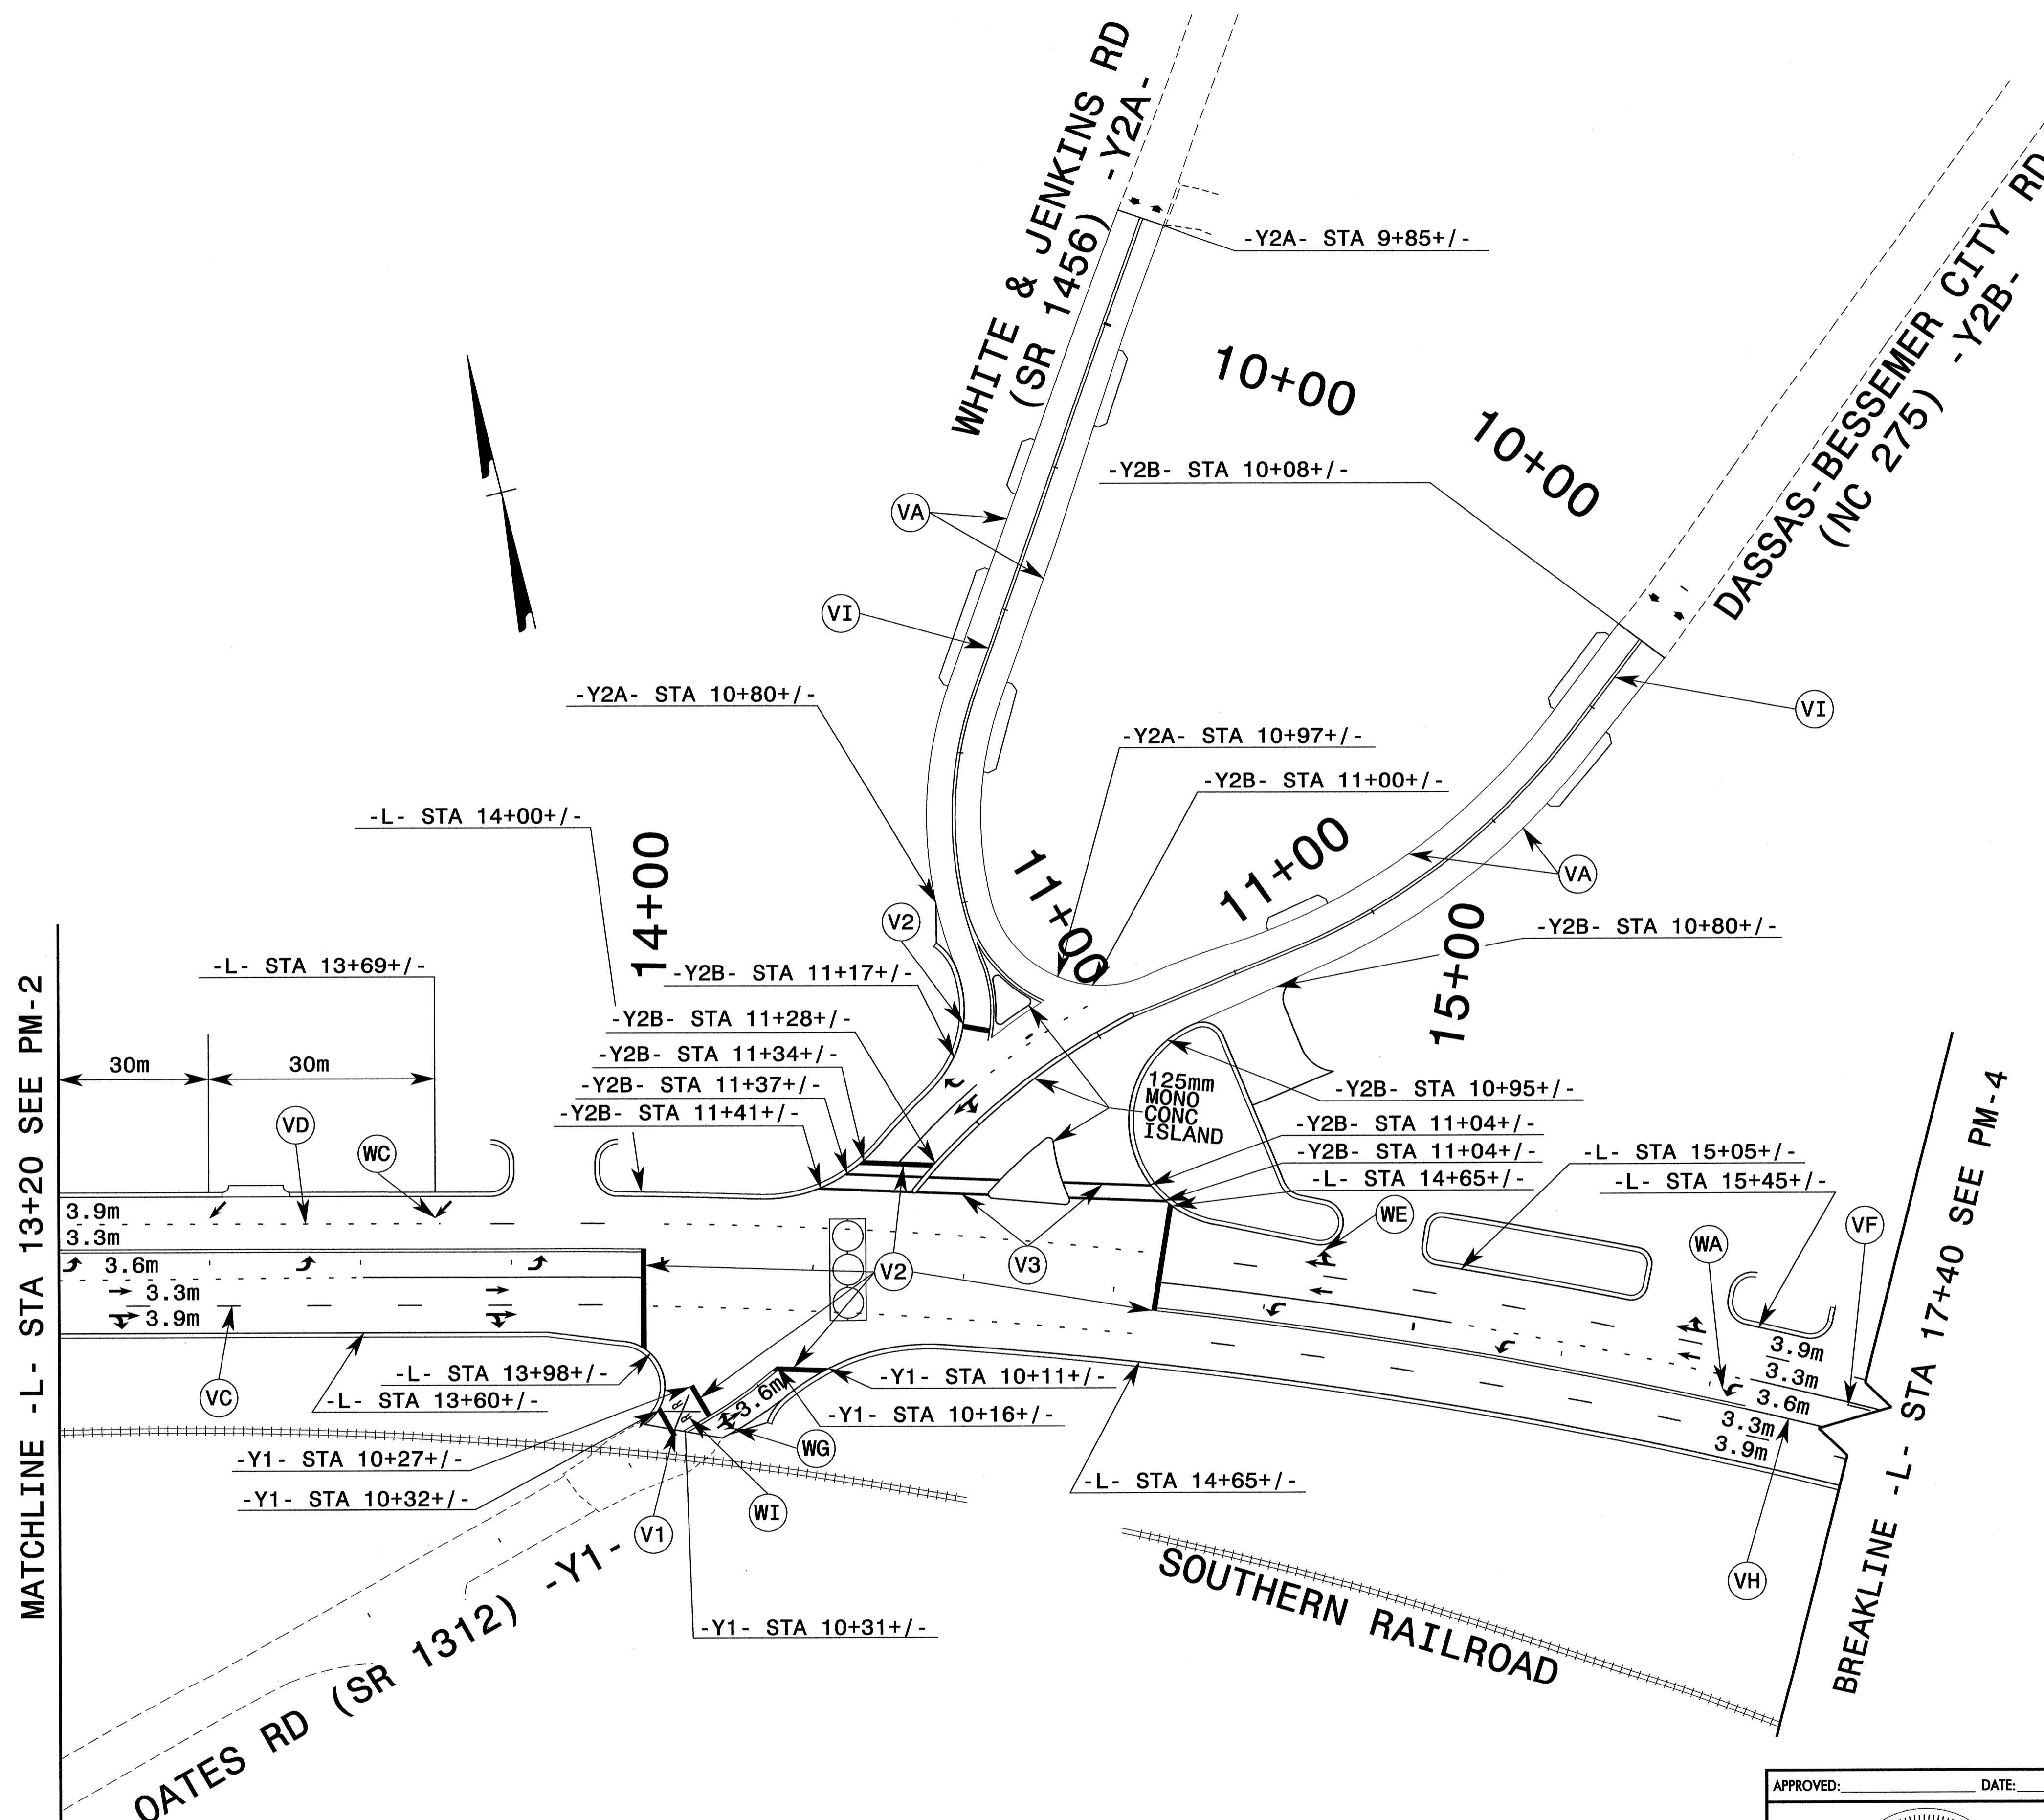 WHITE & JENKINS RD
(SR 1456) -Y2A-
-Y2A- STA 9+85+/-
10+00
10+00
DASSAS-BESSEMER CITY RD
(NC 275) -Y2B-
-Y2B- STA 10+08+/-
VA
VI
-Y2A- STA 10+80+/-
VI
-Y2A- STA 10+97+/-
-Y2B- STA 11+00+/-
-L- STA 14+00+/-
14+00
11+00
11+00
VA
15+00
V2
-Y2B- STA 10+80+/-
-L- STA 13+69+/-
-Y2B- STA 11+17+/-
-Y2B- STA 11+28+/-
-Y2B- STA 11+34+/-
-Y2B- STA 11+37+/-
-Y2B- STA 11+41+/-
30m
30m
125mm
MONO
CONC
ISLAND
-Y2B- STA 10+95+/-
-Y2B- STA 11+04+/-
-Y2B- STA 11+04+/-
-L- STA 14+65+/-
-L- STA 15+05+/-
-L- STA 15+45+/-
MATCHLINE -L- STA 13+20 SEE PM-2
VD
WC
WE
WA
VF
3.9m
3.3m
3.6m
3.3m
3.9m
V2
V3
3.9m
3.3m
3.6m
3.3m
3.9m
VC
-L- STA 13+98+/-
-L- STA 13+60+/-
R
R
3.6m
-Y1- STA 10+11+/-
-Y1- STA 10+16+/-
WG
-Y1- STA 10+27+/-
-Y1- STA 10+32+/-
V1
WI
-L- STA 14+65+/-
VH
BREAKLINE -L- STA 17+40 SEE PM-4
-Y1- STA 10+31+/-
SOUTHERN RAILROAD
OATES RD (SR 1312) -Y1-
APPROVED: DATE: